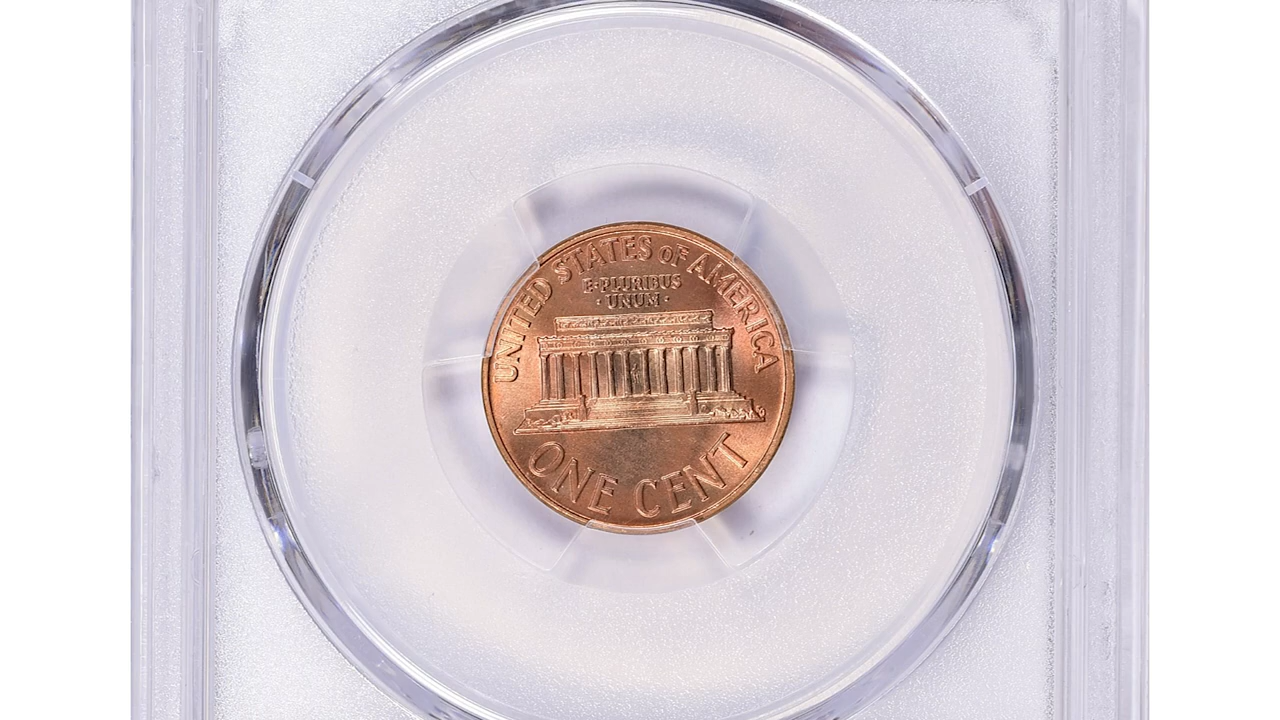 UNITED STATES OF AMERICA
E·PLURIBUS
·UNUM·
ONE CENT